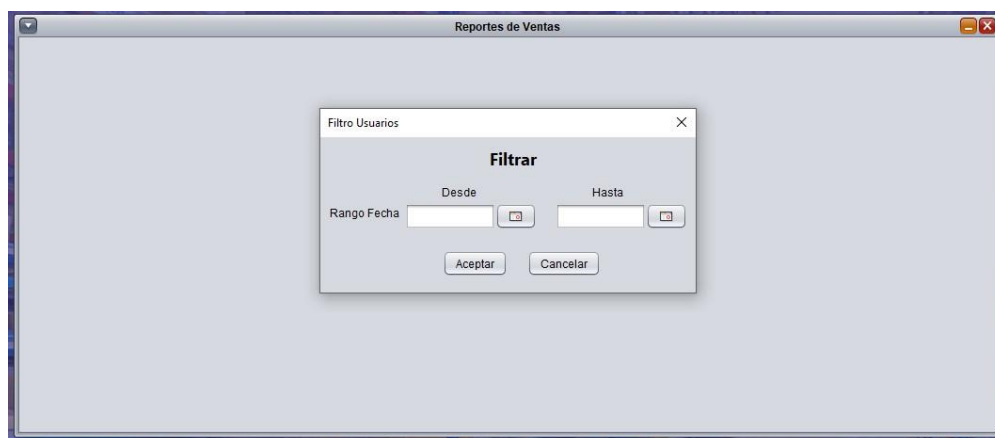 Reportes de Ventas
Filtro Usuarios
Filtrar
Desde Hasta
Rango Fecha
Aceptar Cancelar